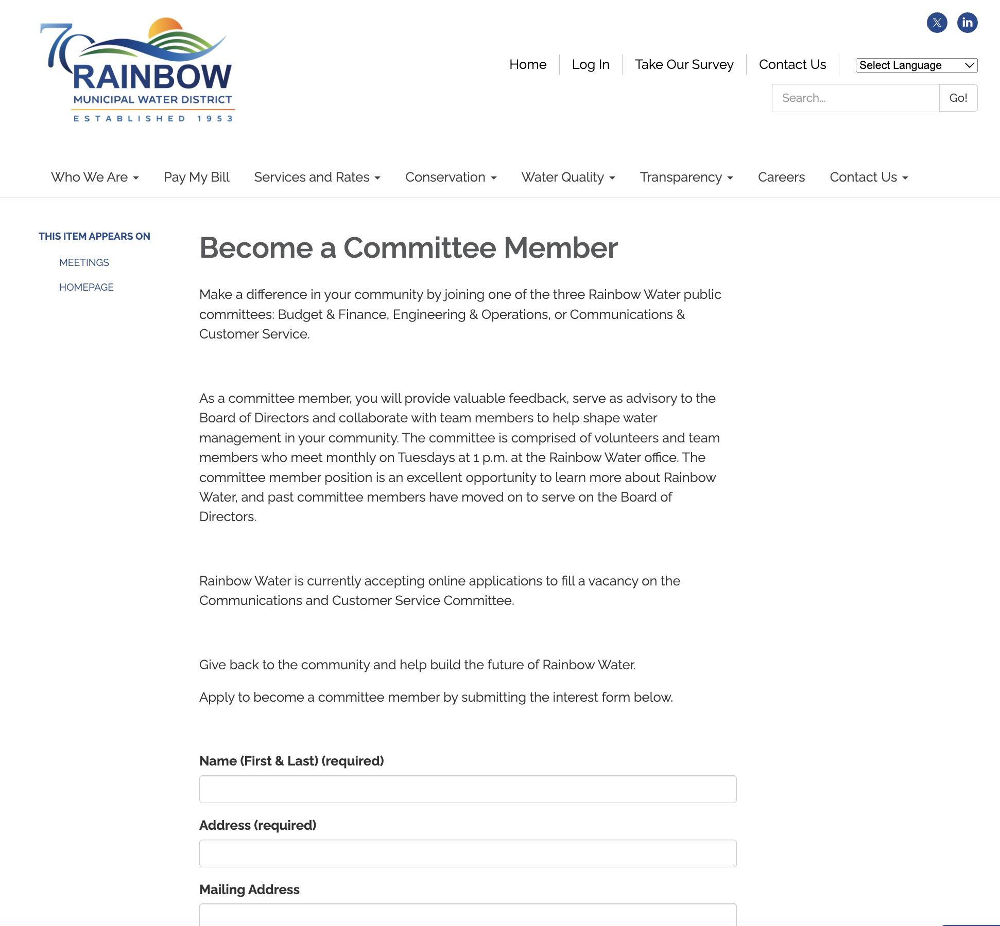 70
RAINBOW
MUNICIPAL WATER DISTRICT
ESTABLISHED 1953
Home
Log In
Take Our Survey
Contact Us
Select Language
Search...
Go!
Who We Are
Pay My Bill
Services and Rates
Conservation
Water Quality
Transparency
Careers
Contact Us
THIS ITEM APPEARS ON
MEETINGS
HOMEPAGE
Become a Committee Member
Make a difference in your community by joining one of the three Rainbow Water public
committees: Budget & Finance, Engineering & Operations, or Communications &
Customer Service.
As a committee member, you will provide valuable feedback, serve as advisory to the
Board of Directors and collaborate with team members to help shape water
management in your community. The committee is comprised of volunteers and team
members who meet monthly on Tuesdays at 1 p.m. at the Rainbow Water office. The
committee member position is an excellent opportunity to learn more about Rainbow
Water, and past committee members have moved on to serve on the Board of
Directors.
Rainbow Water is currently accepting online applications to fill a vacancy on the
Communications and Customer Service Committee.
Give back to the community and help build the future of Rainbow Water.
Apply to become a committee member by submitting the interest form below.
Name (First & Last) (required)
Address (required)
Mailing Address